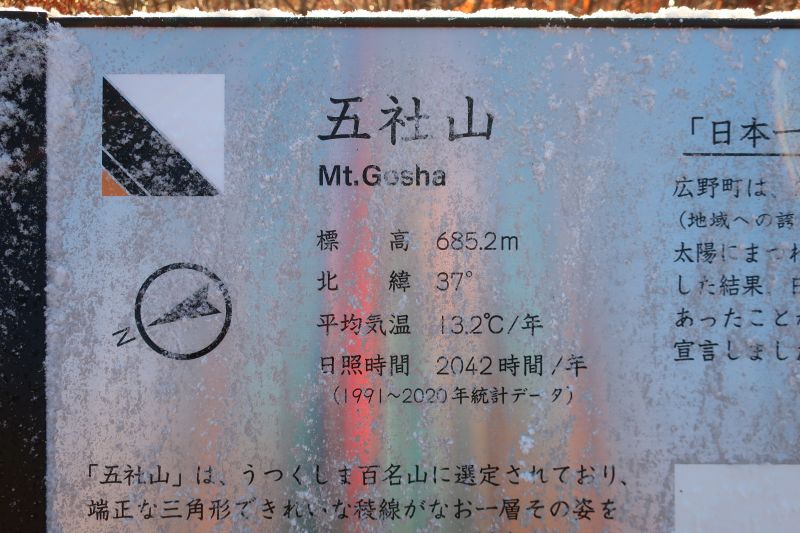 五社山
Mt.Gosha
標 高 685.2m
北 緯 37°
平均気温 13.2℃/年
日照時間 2042時間/年
(1991~2020年統計データ)
「五社山」は、うつくしま百名山に選定されており、
端正な三角形できれいな稜線がなお一層その姿を
N
「日本一
広野町は、
(地域への誘
太陽にまつわ
した結果、日
あったことか
宣言しました